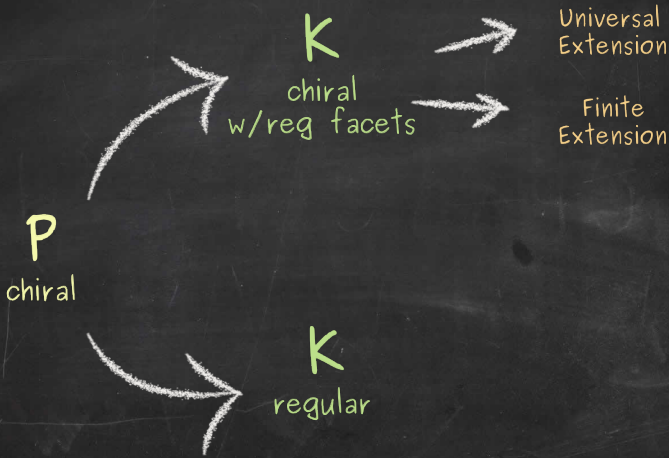 K
chiral
w/reg facets
Universal
Extension
Finite
Extension
P
chiral
K
regular